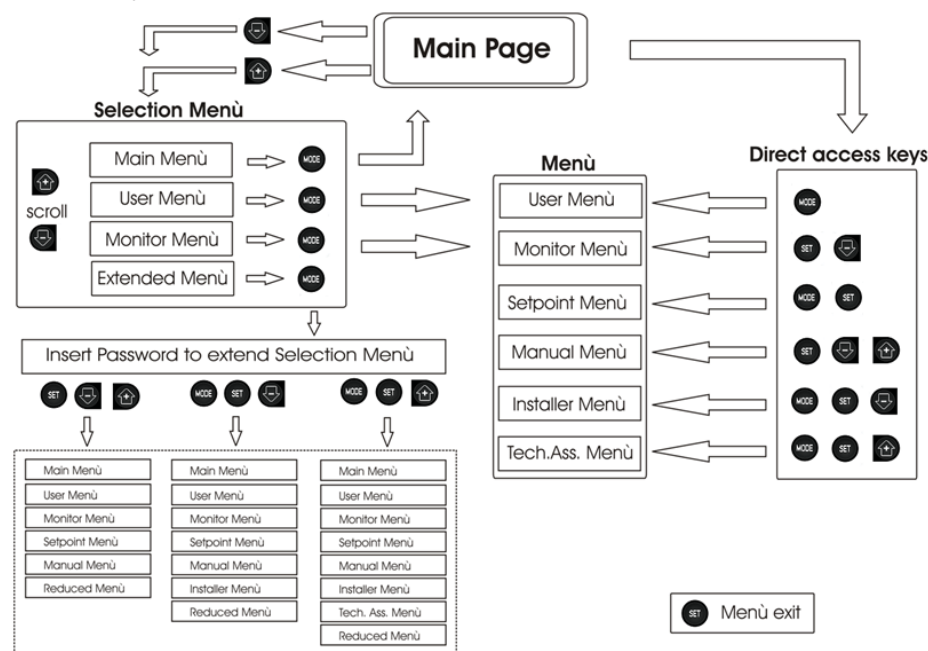 Main Page
Selection Menù
Main Menù
MODE
User Menù
MODE
scroll
Monitor Menù
MODE
Extended Menù
MODE
Insert Password to extend Selection Menù
SET
MODE SET
MODE SET
Main Menù
User Menù
Monitor Menù
Setpoint Menù
Manual Menù
Reduced Menù
Main Menù
User Menù
Monitor Menù
Setpoint Menù
Manual Menù
Installer Menù
Reduced Menù
Main Menù
User Menù
Monitor Menù
Setpoint Menù
Manual Menù
Installer Menù
Tech. Ass. Menù
Reduced Menù
Menù
Direct access keys
User Menù
MODE
Monitor Menù
SET
Setpoint Menù
MODE SET
Manual Menù
SET
Installer Menù
MODE SET
Tech.Ass. Menù
MODE SET
SET Menù exit